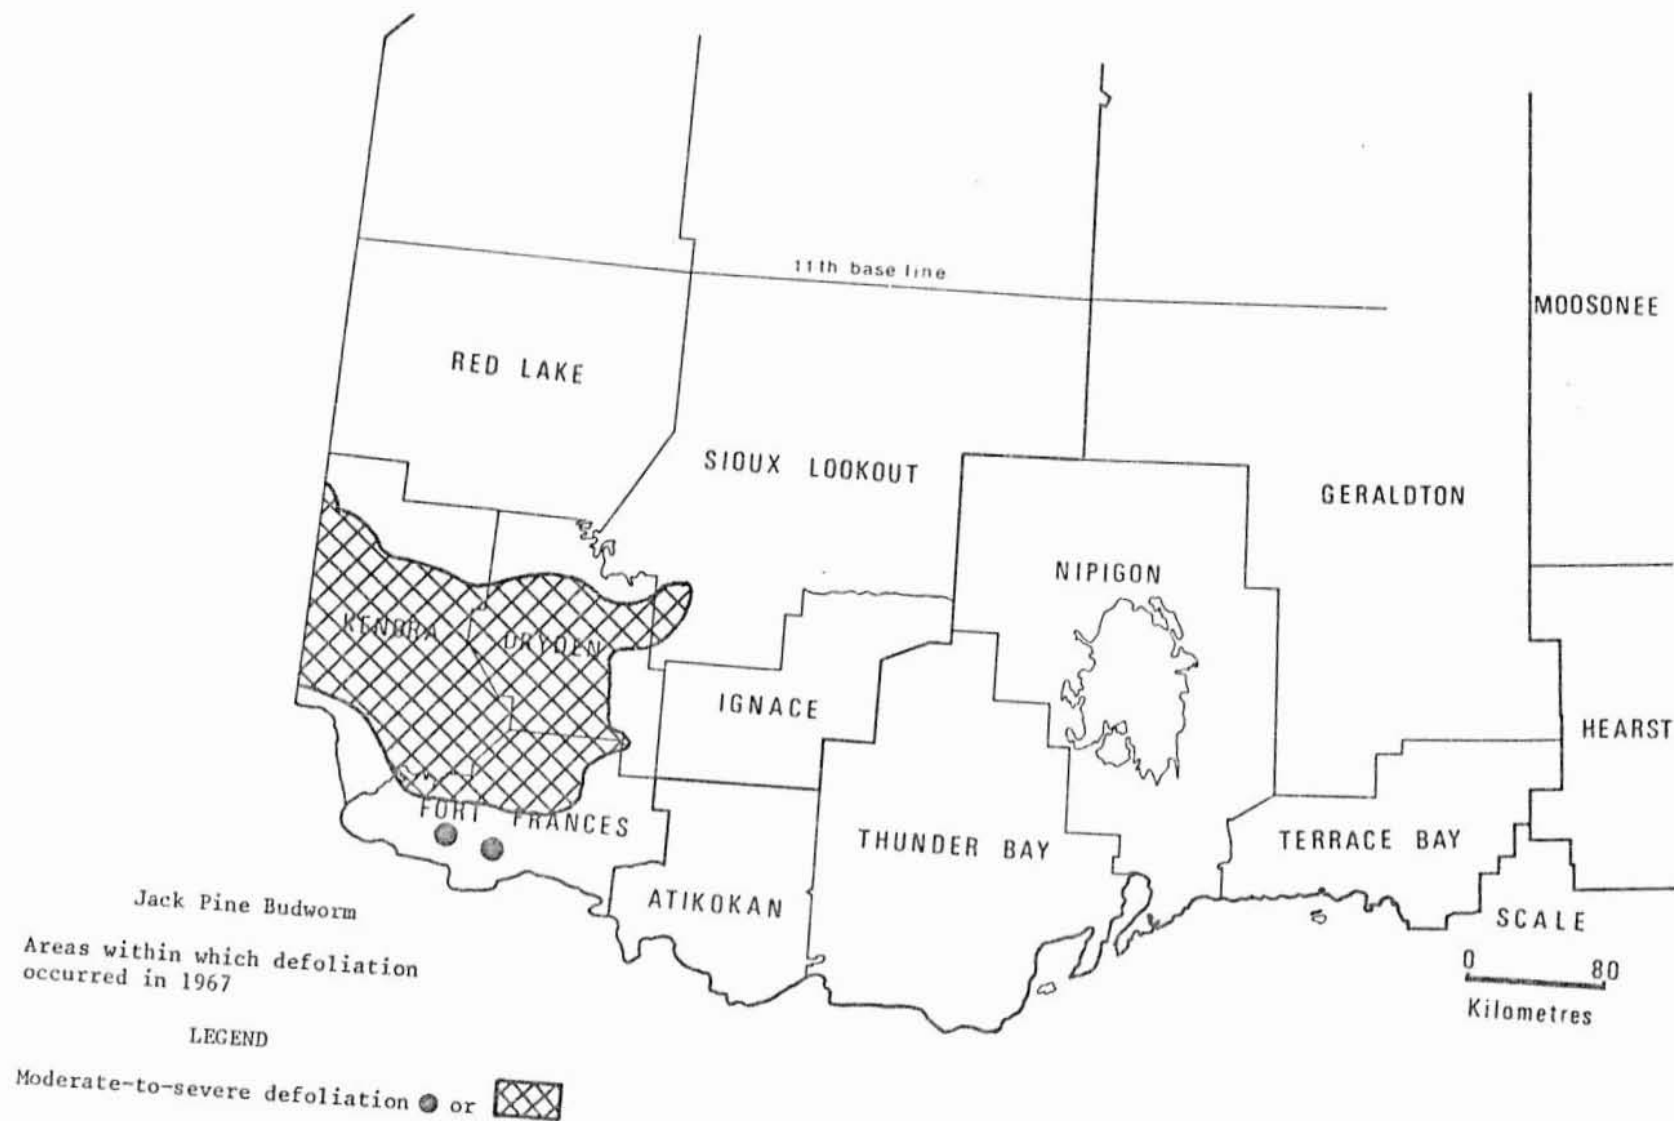 11th base line
MOOSONEE
RED LAKE
SIOUX LOOKOUT
GERALDTON
NIPIGON
KENORA
DRYDEN
IGNACE
HEARST
FORT FRANCES
THUNDER BAY
TERRACE BAY
ATIKOKAN
SCALE
0 80
Kilometres
Jack Pine Budworm
Areas within which defoliation
occurred in 1967
LEGEND
Moderate-to-severe defoliation or